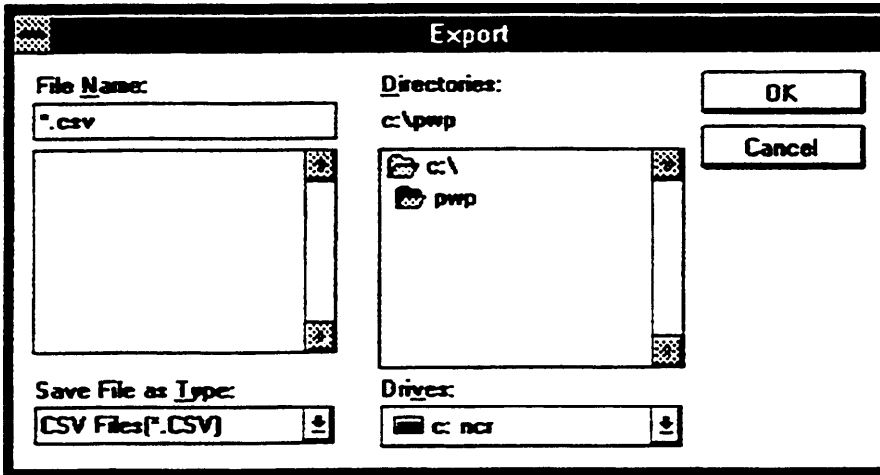 Export
File Name:
*.csv
Save File as Type:
CSV Files(*.CSV)
Directories:
c:\pwp
c:\
pwp
Drives:
c: ncr
OK
Cancel